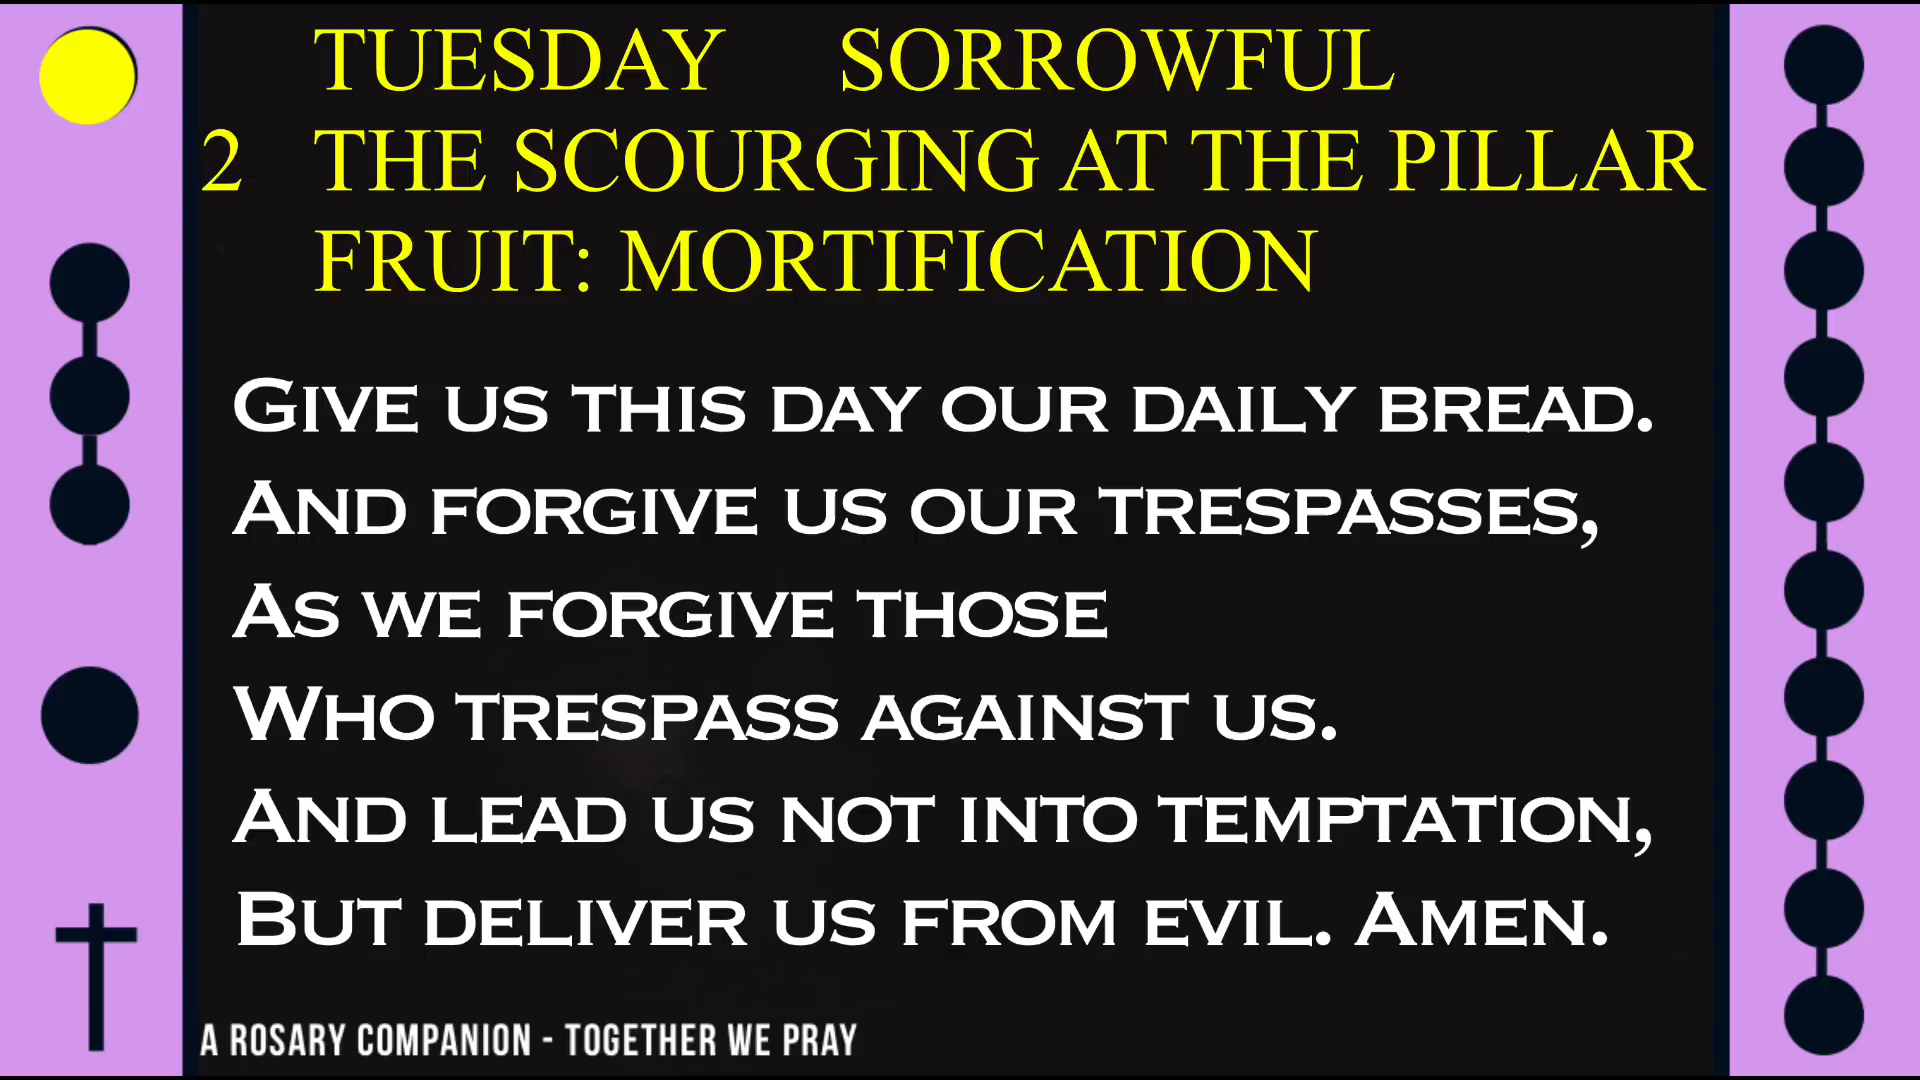 TUESDAY SORROWFUL
2 THE SCOURGING AT THE PILLAR
FRUIT: MORTIFICATION
GIVE US THIS DAY OUR DAILY BREAD.
AND FORGIVE US OUR TRESPASSES,
AS WE FORGIVE THOSE
WHO TRESPASS AGAINST US.
AND LEAD US NOT INTO TEMPTATION,
BUT DELIVER US FROM EVIL. AMEN.
A ROSARY COMPANION - TOGETHER WE PRAY